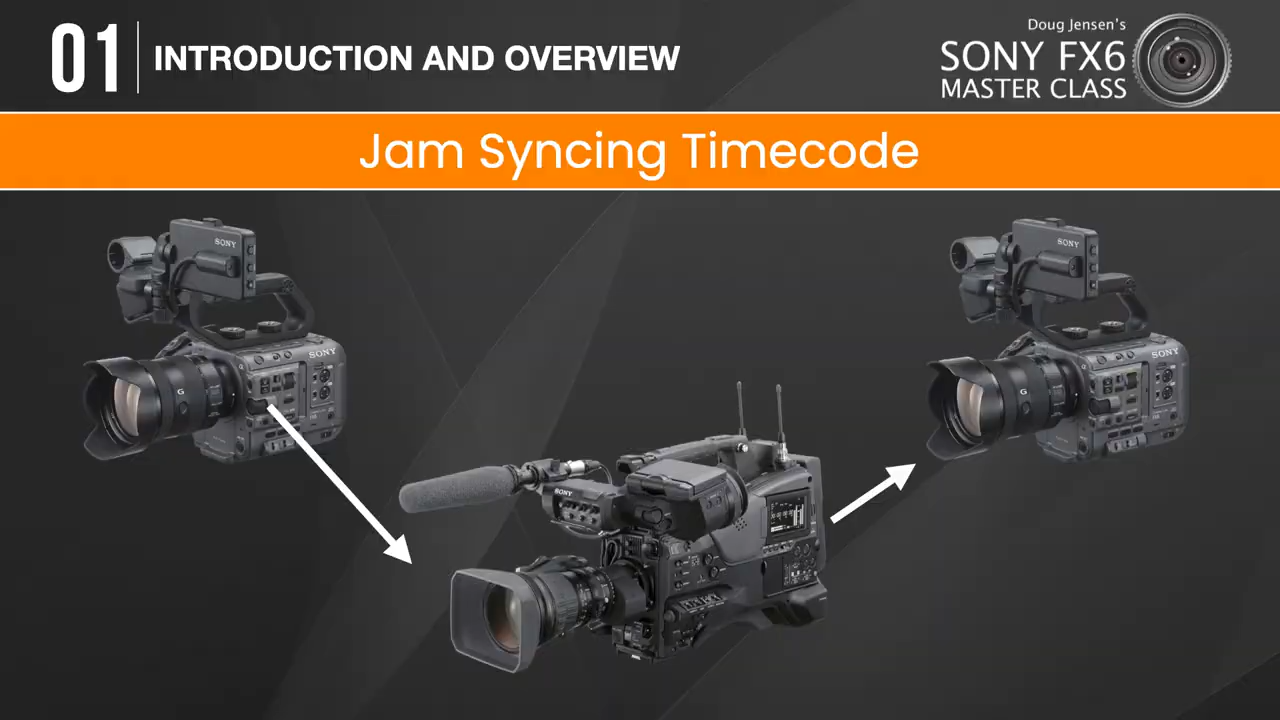 01
INTRODUCTION AND OVERVIEW
Doug Jensen's
SONY FX6
MASTER CLASS
Jam Syncing Timecode
SONY
SONY
G
SONY
SONY
G
SONY